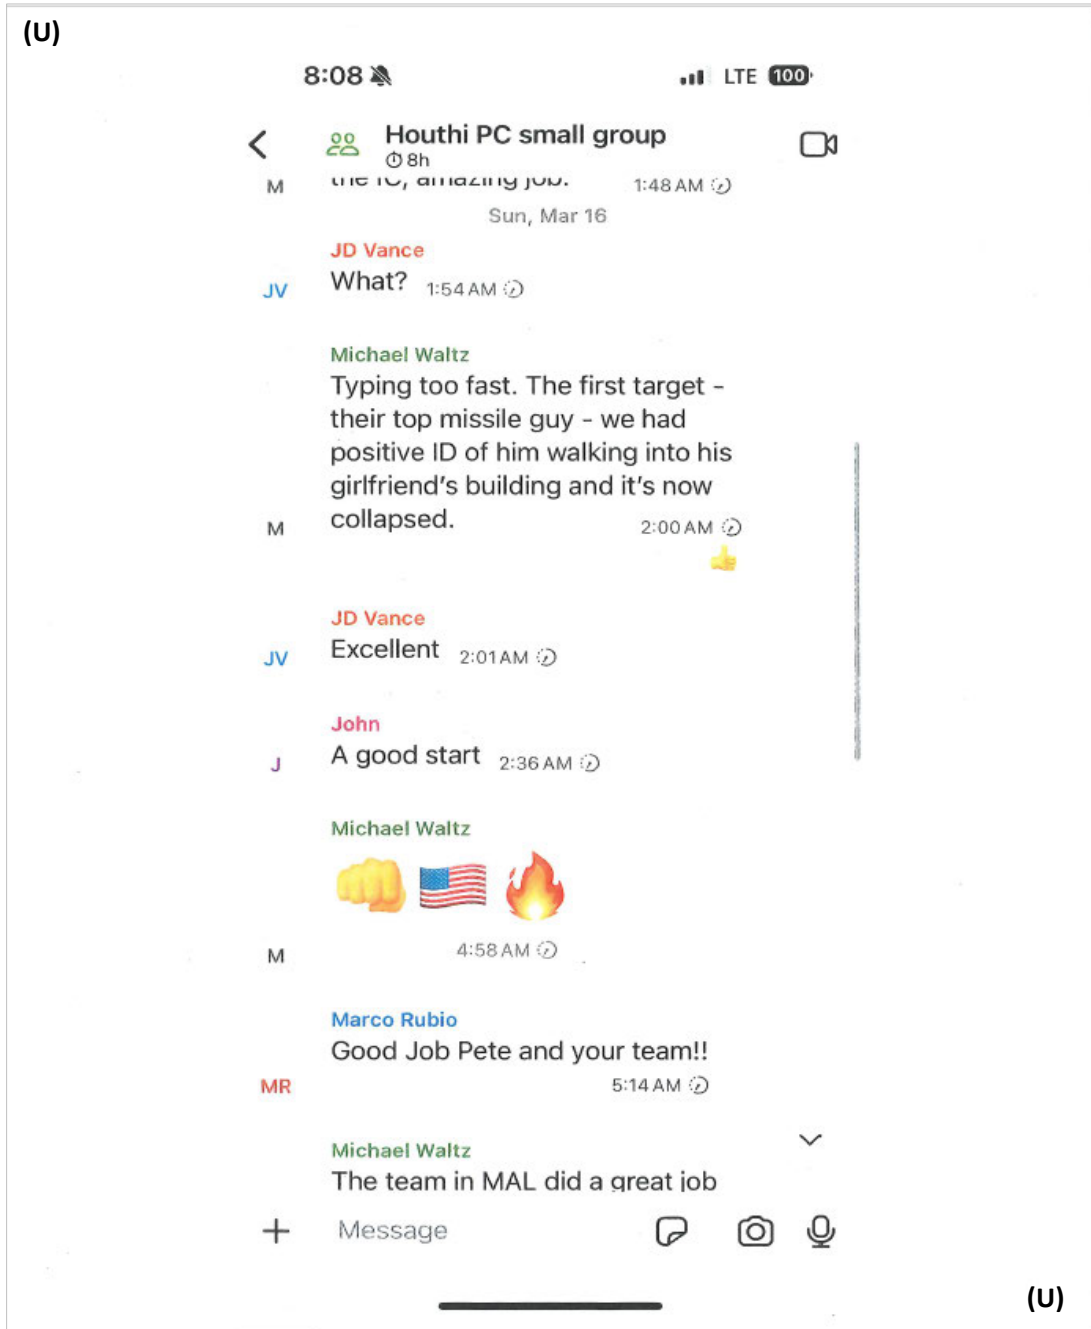 (U)
8:08
LTE 100
Houthi PC small group
8h
M
the IC, amazing job. 1:48 AM
Sun, Mar 16
JD Vance
What? 1:54 AM
JV
Michael Waltz
Typing too fast. The first target -
their top missile guy - we had
positive ID of him walking into his
girlfriend's building and it's now
collapsed. 2:00 AM
M
👍
JD Vance
Excellent 2:01 AM
JV
John
A good start 2:36 AM
J
Michael Waltz
👊 🇺🇸 🔥
4:58 AM
M
Marco Rubio
Good Job Pete and your team!!
5:14 AM
MR
Michael Waltz
The team in MAL did a great job
Message
(U)